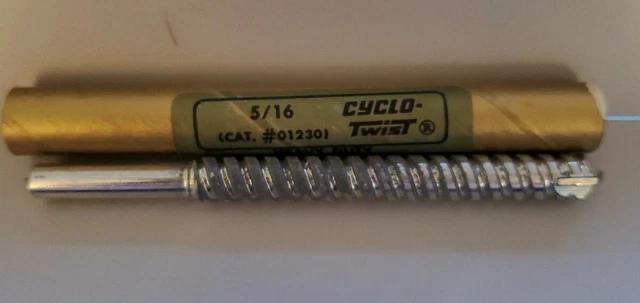 5/16 CYCLO-
(CAT. #01230) TWIST ®